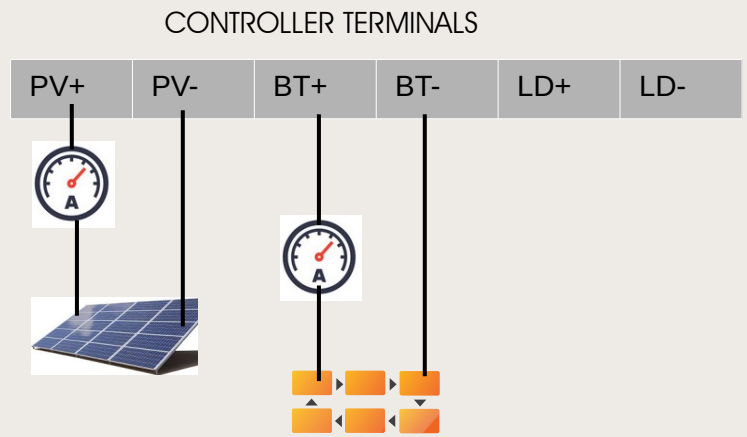 CONTROLLER TERMINALS
PV+ PV- BT+ BT- LD+ LD-
A
A